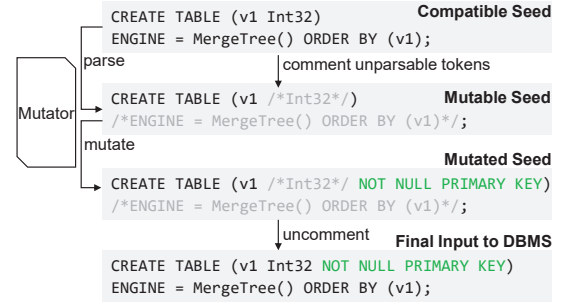 CREATE TABLE (v1 Int32) Compatible Seed
ENGINE = MergeTree() ORDER BY (v1);
parse
comment unparsable tokens
CREATE TABLE (v1 /*Int32*/) Mutable Seed
Mutator
/*ENGINE = MergeTree() ORDER BY (v1)*/;
mutate
Mutated Seed
CREATE TABLE (v1 /*Int32*/ NOT NULL PRIMARY KEY)
/*ENGINE = MergeTree() ORDER BY (v1)*/;
uncomment
Final Input to DBMS
CREATE TABLE (v1 Int32 NOT NULL PRIMARY KEY)
ENGINE = MergeTree() ORDER BY (v1);